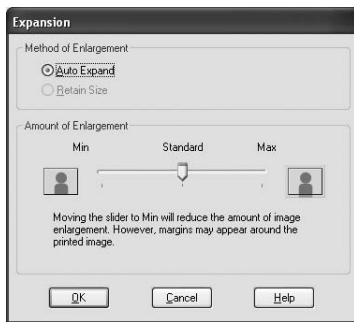 Expansion
Method of Enlargement
Auto Expand
Retain Size
Amount of Enlargement
Min Standard Max
Moving the slider to Min will reduce the amount of image
enlargement. However, margins may appear around the
printed image.
OK Cancel Help